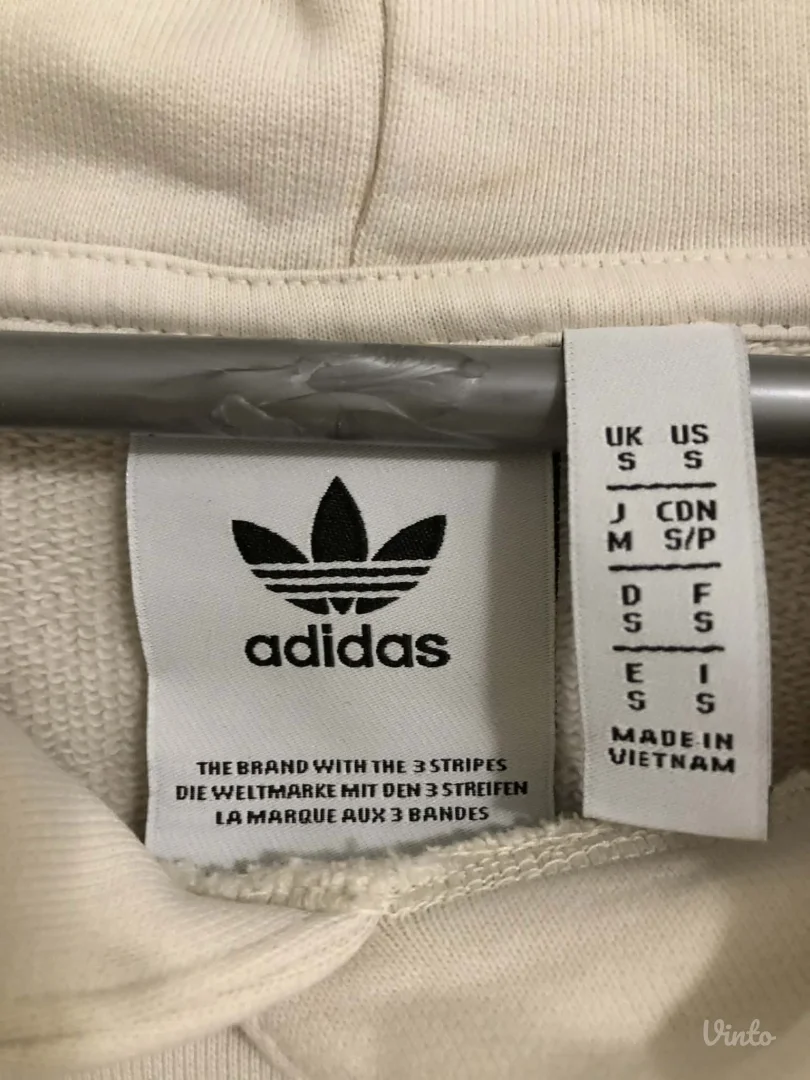 adidas
THE BRAND WITH THE 3 STRIPES
DIE WELTMARKE MIT DEN 3 STREIFEN
LA MARQUE AUX 3 BANDES
UK US
S S
J CDN
M S/P
D F
S S
E I
S S
MADE IN
VIETNAM
Vinto